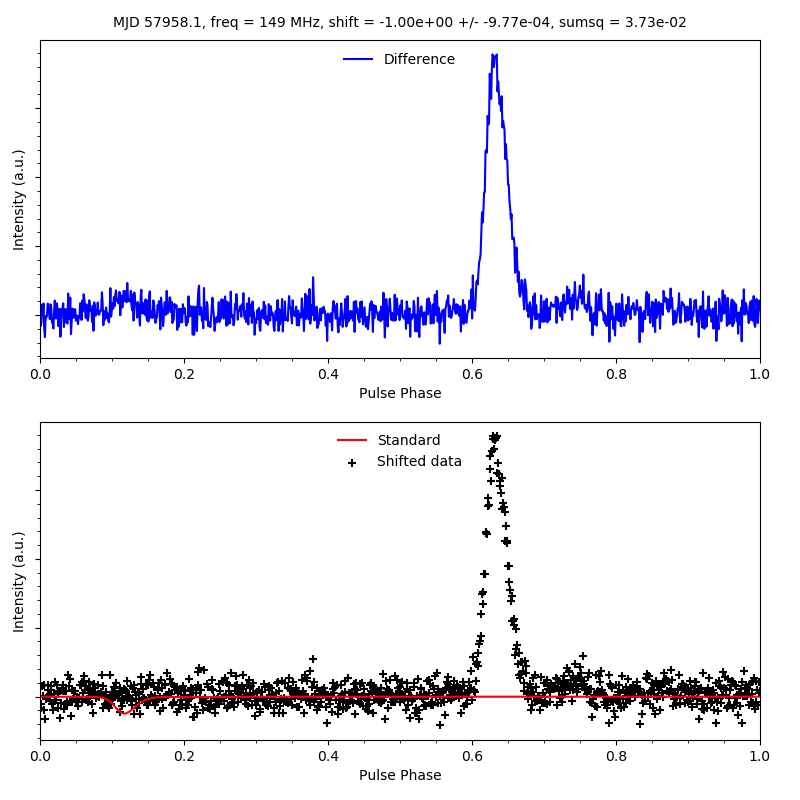 MJD 57958.1, freq = 149 MHz, shift = -1.00e+00 +/- -9.77e-04, sumsq = 3.73e-02
Difference
Intensity (a.u.)
0.0 0.2 0.4 0.6 0.8 1.0
Pulse Phase
Standard
Shifted data
Intensity (a.u.)
0.0 0.2 0.4 0.6 0.8 1.0
Pulse Phase